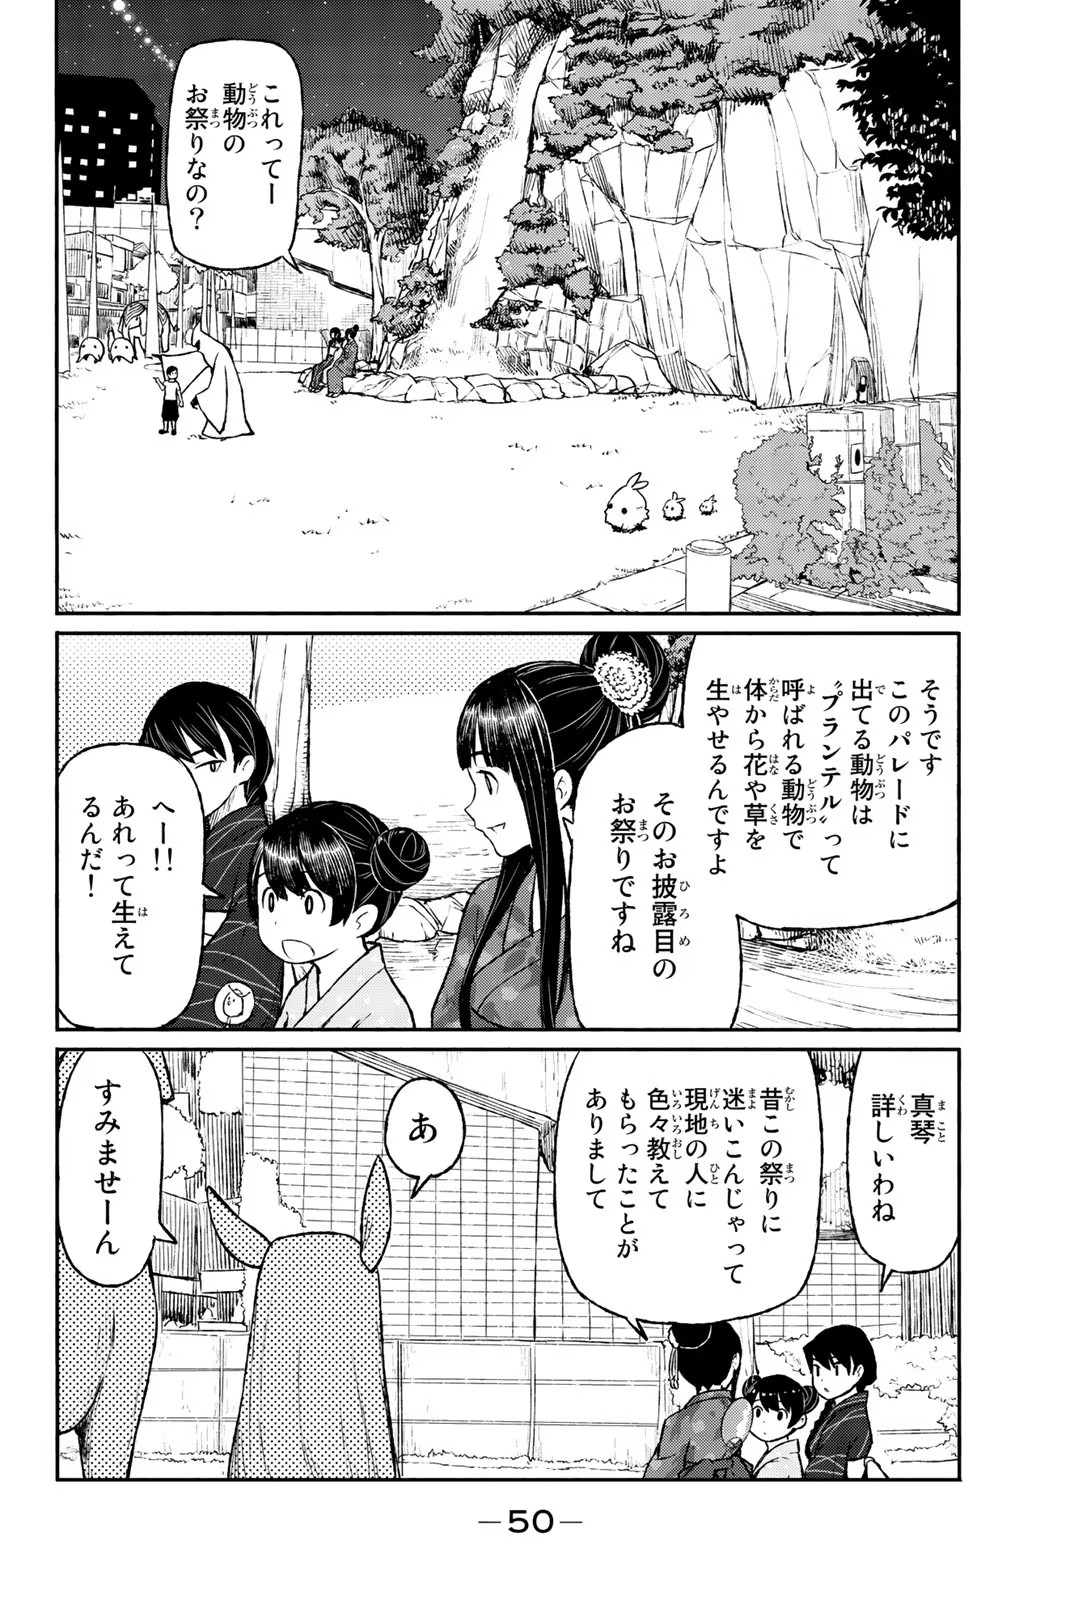 これってー
動物の
お祭りなの？
そうです
このパレードに
出てる動物は
〝プランテル〟って
呼ばれる動物で
体から花や草を
生やせるんですよ
そのお披露目の
お祭りですね
へー!!
あれって生えて
るんだ！
真琴
詳しいわね
昔この祭りに
迷いこんじゃって
現地の人に
色々教えて
もらったことが
ありまして
あ
すみませーん
—50—